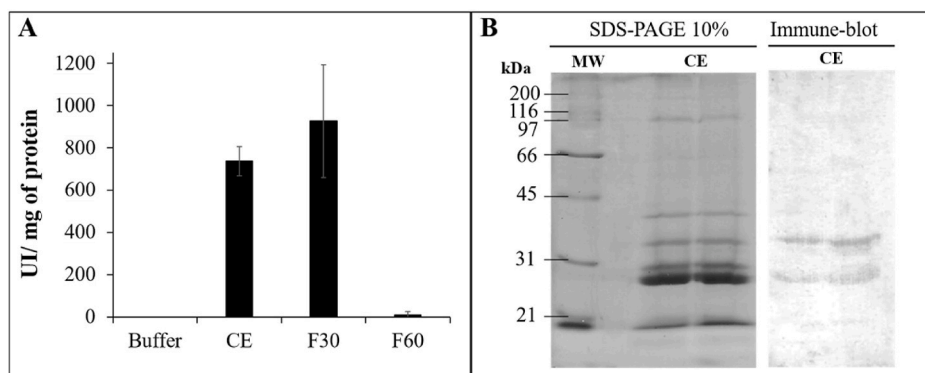 A
UI/ mg of protein
1200
1000
800
600
400
200
0
Buffer CE F30 F60
B
SDS-PAGE 10% Immune-blot
kDa MW CE CE
200
116
97
66
45
31
21